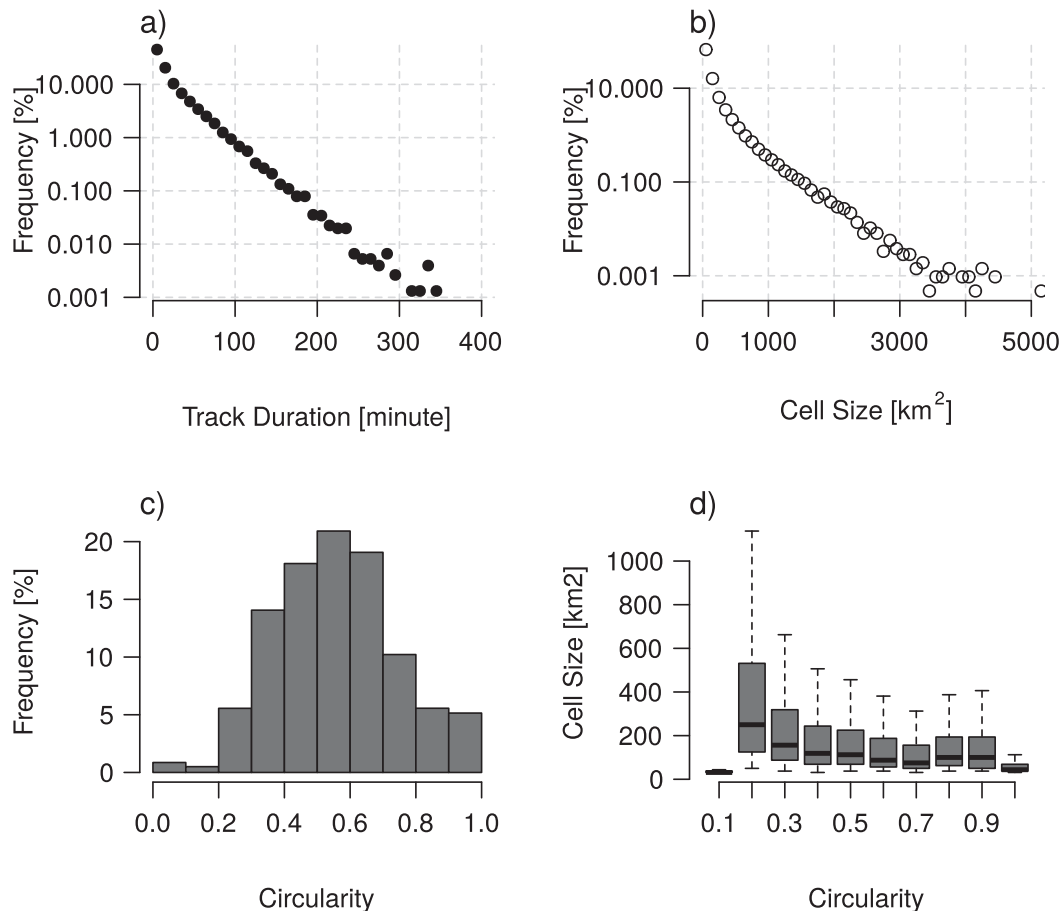 a)
Frequency [%]
10.000
1.000
0.100
0.010
0.001
0 100 200 300 400
Track Duration [minute]
b)
Frequency [%]
10.000
0.100
0.001
0 1000 3000 5000
Cell Size [km²]
c)
Frequency [%]
20
15
10
5
0
0.0 0.2 0.4 0.6 0.8 1.0
Circularity
d)
Cell Size [km2]
1000
800
600
400
200
0
0.1 0.3 0.5 0.7 0.9
Circularity